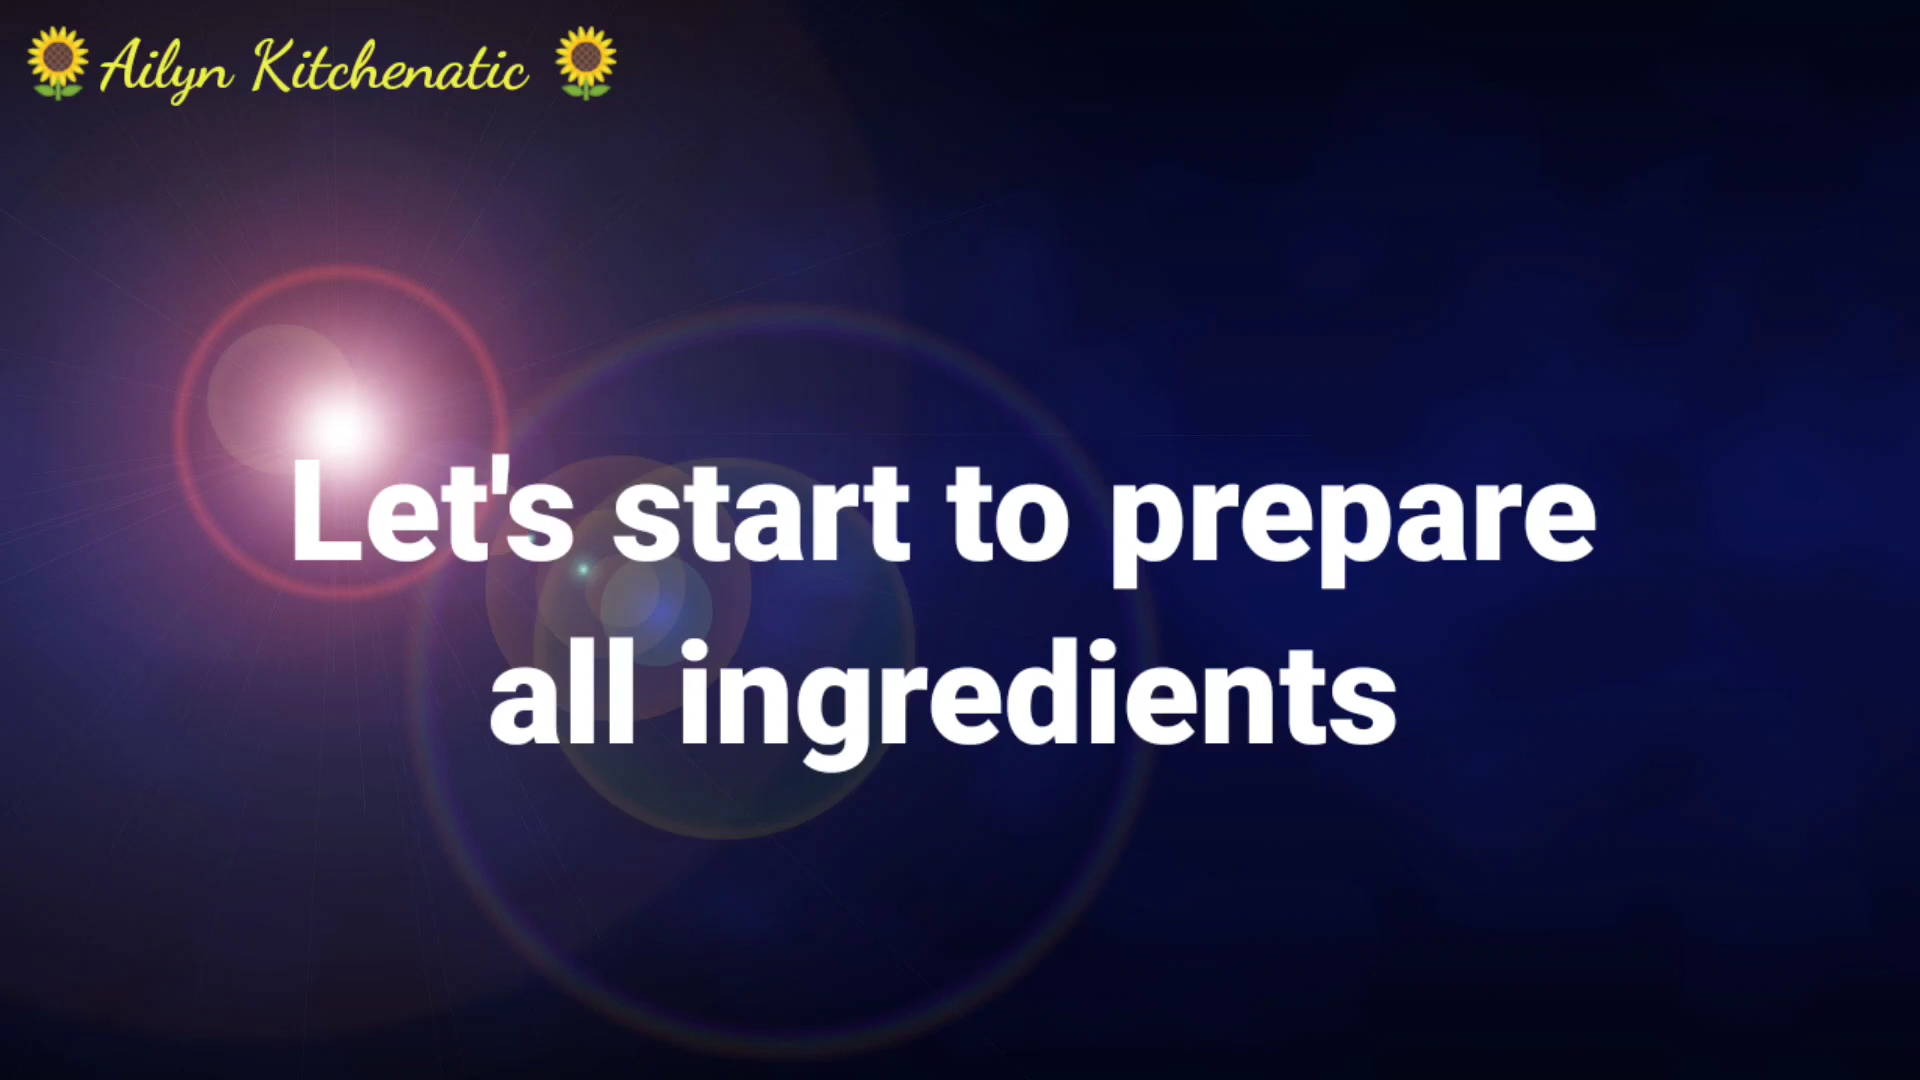 🌻Ailyn Kitchenatic 🌻
Let's start to prepare
all ingredients